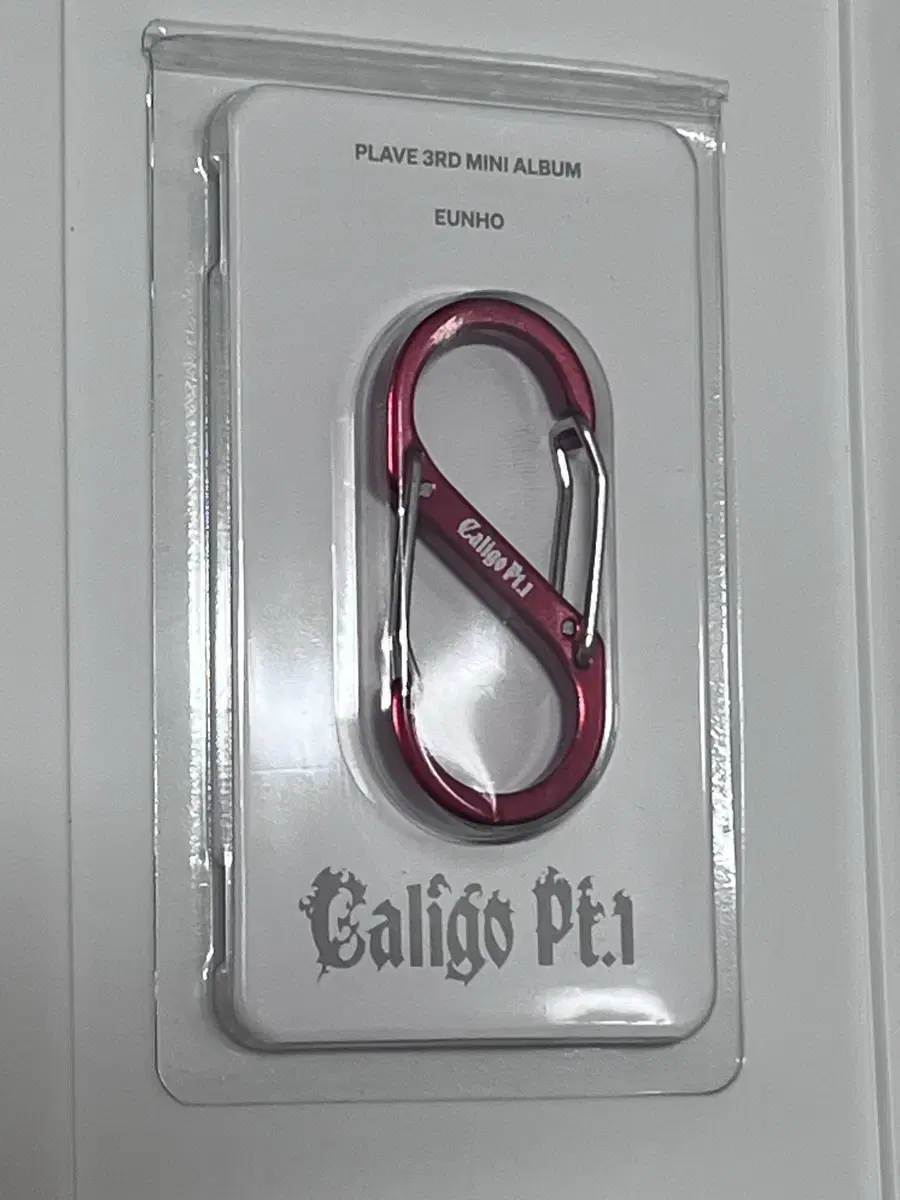 PLAVE 3RD MINI ALBUM
EUNHO
Caligo Pt.1
Caligo Pt.1